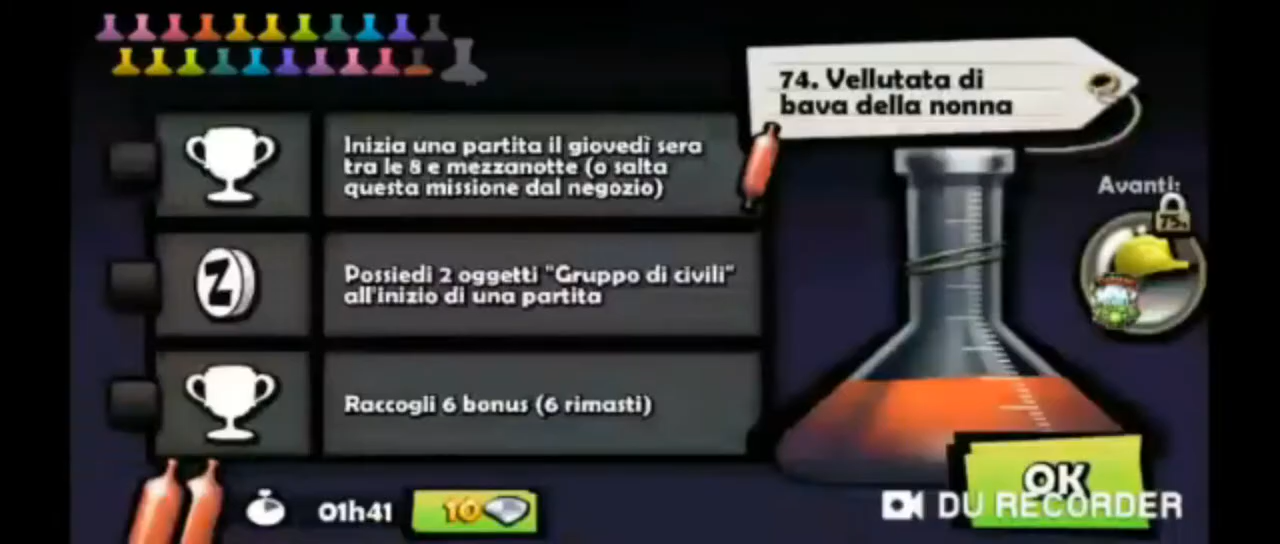 74. Vellutata di
bava della nonna
Inizia una partita il giovedì sera
tra le 8 e mezzanotte (o salta
questa missione dal negozio)
Avanti:
75.
Z
Possiedi 2 oggetti "Gruppo di civili"
all'inizio di una partita
Raccogli 6 bonus (6 rimasti)
01h41
10
OK
DU RECORDER